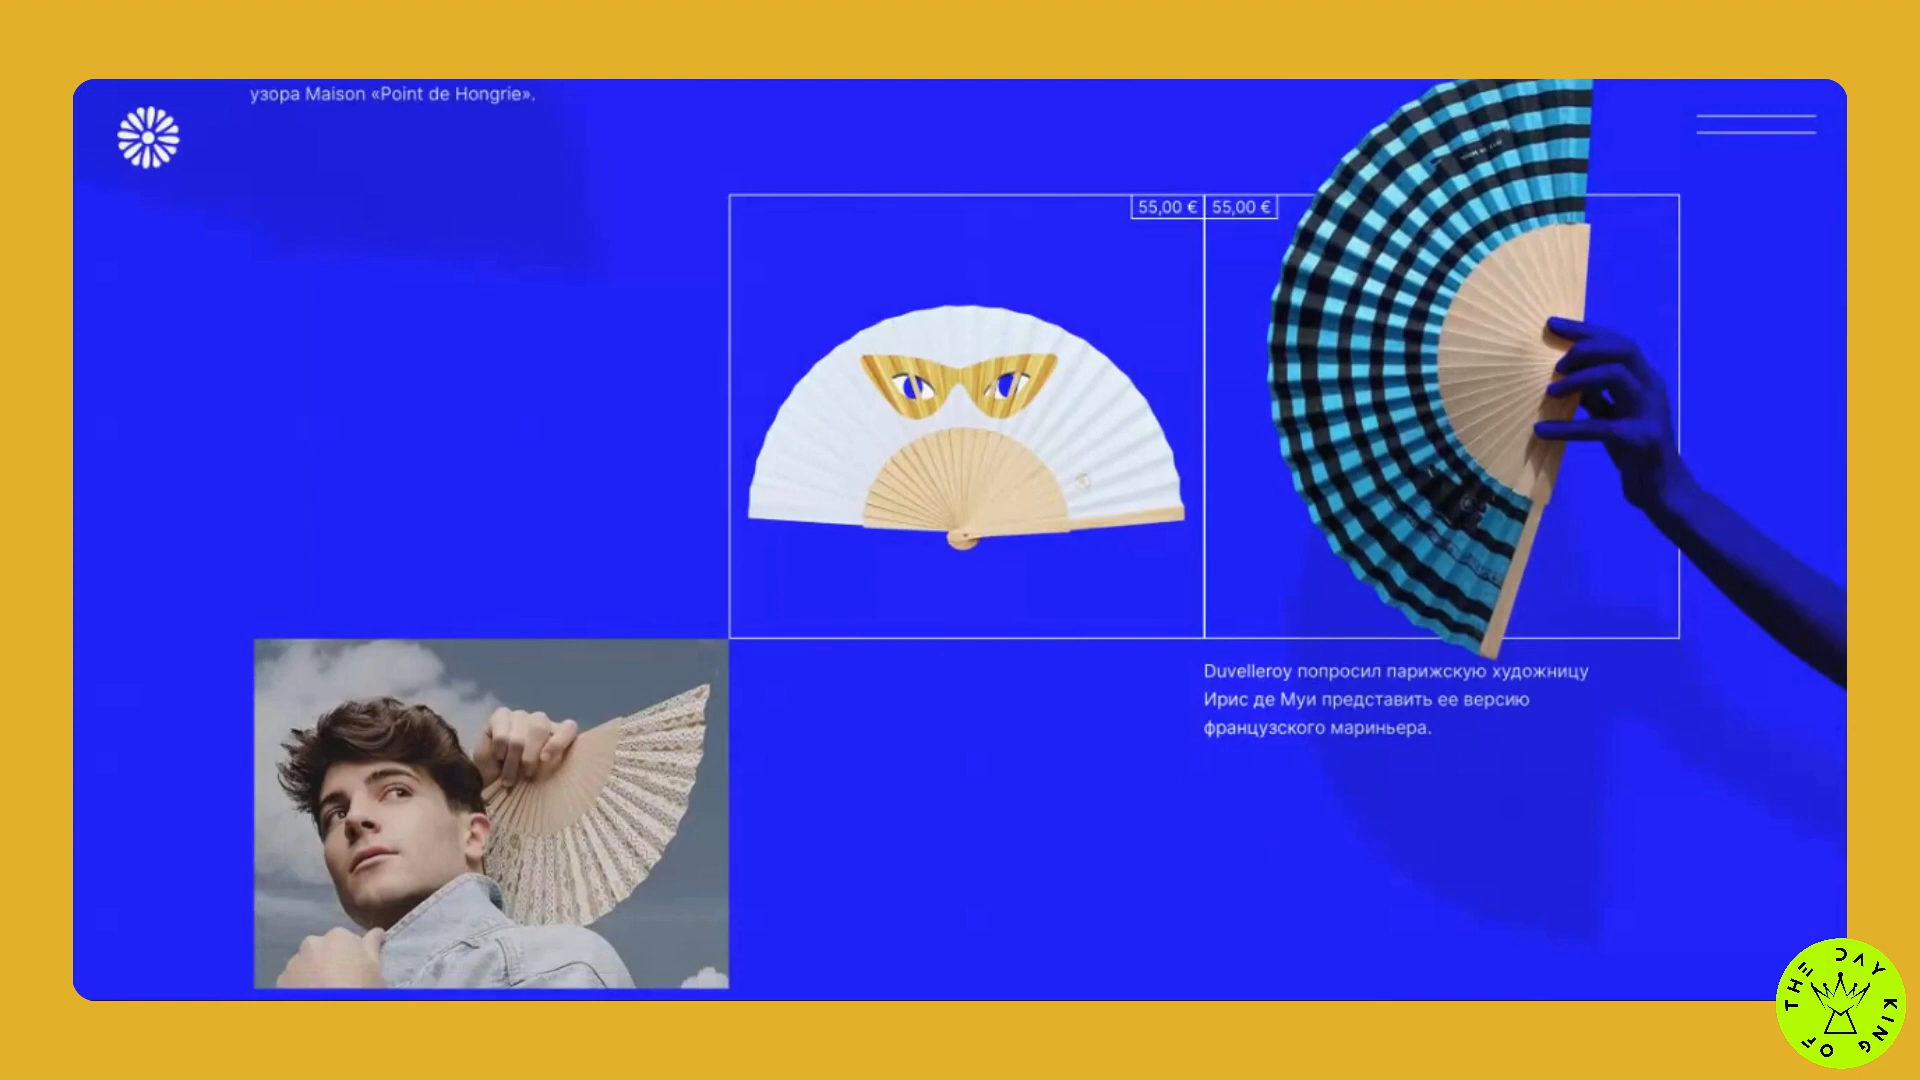 узора Maison «Point de Hongrie».
55,00 €
55,00 €
Duvelleroy попросил парижскую художницу
Ирис де Муи представить ее версию
французского мариньера.
KING OF THE DAY